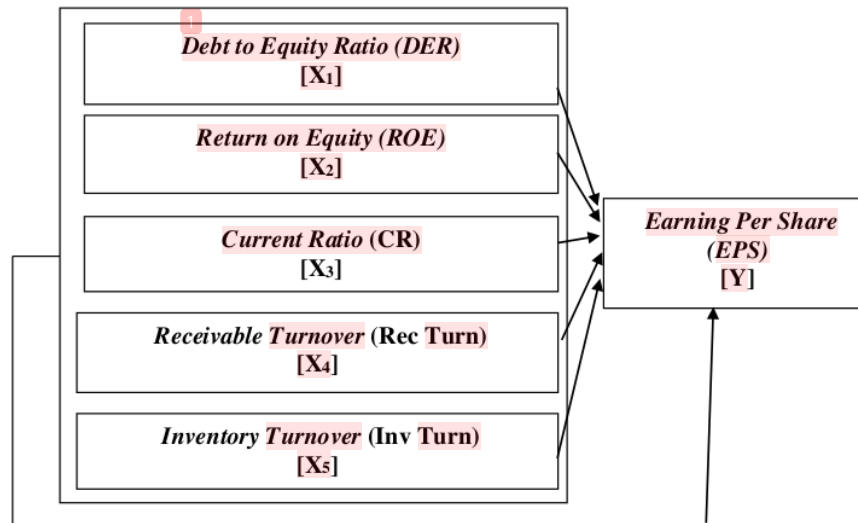 1
Debt to Equity Ratio (DER)
[X₁]
Return on Equity (ROE)
[X₂]
Current Ratio (CR)
[X₃]
Receivable Turnover (Rec Turn)
[X₄]
Inventory Turnover (Inv Turn)
[X₅]
Earning Per Share
(EPS)
[Y]